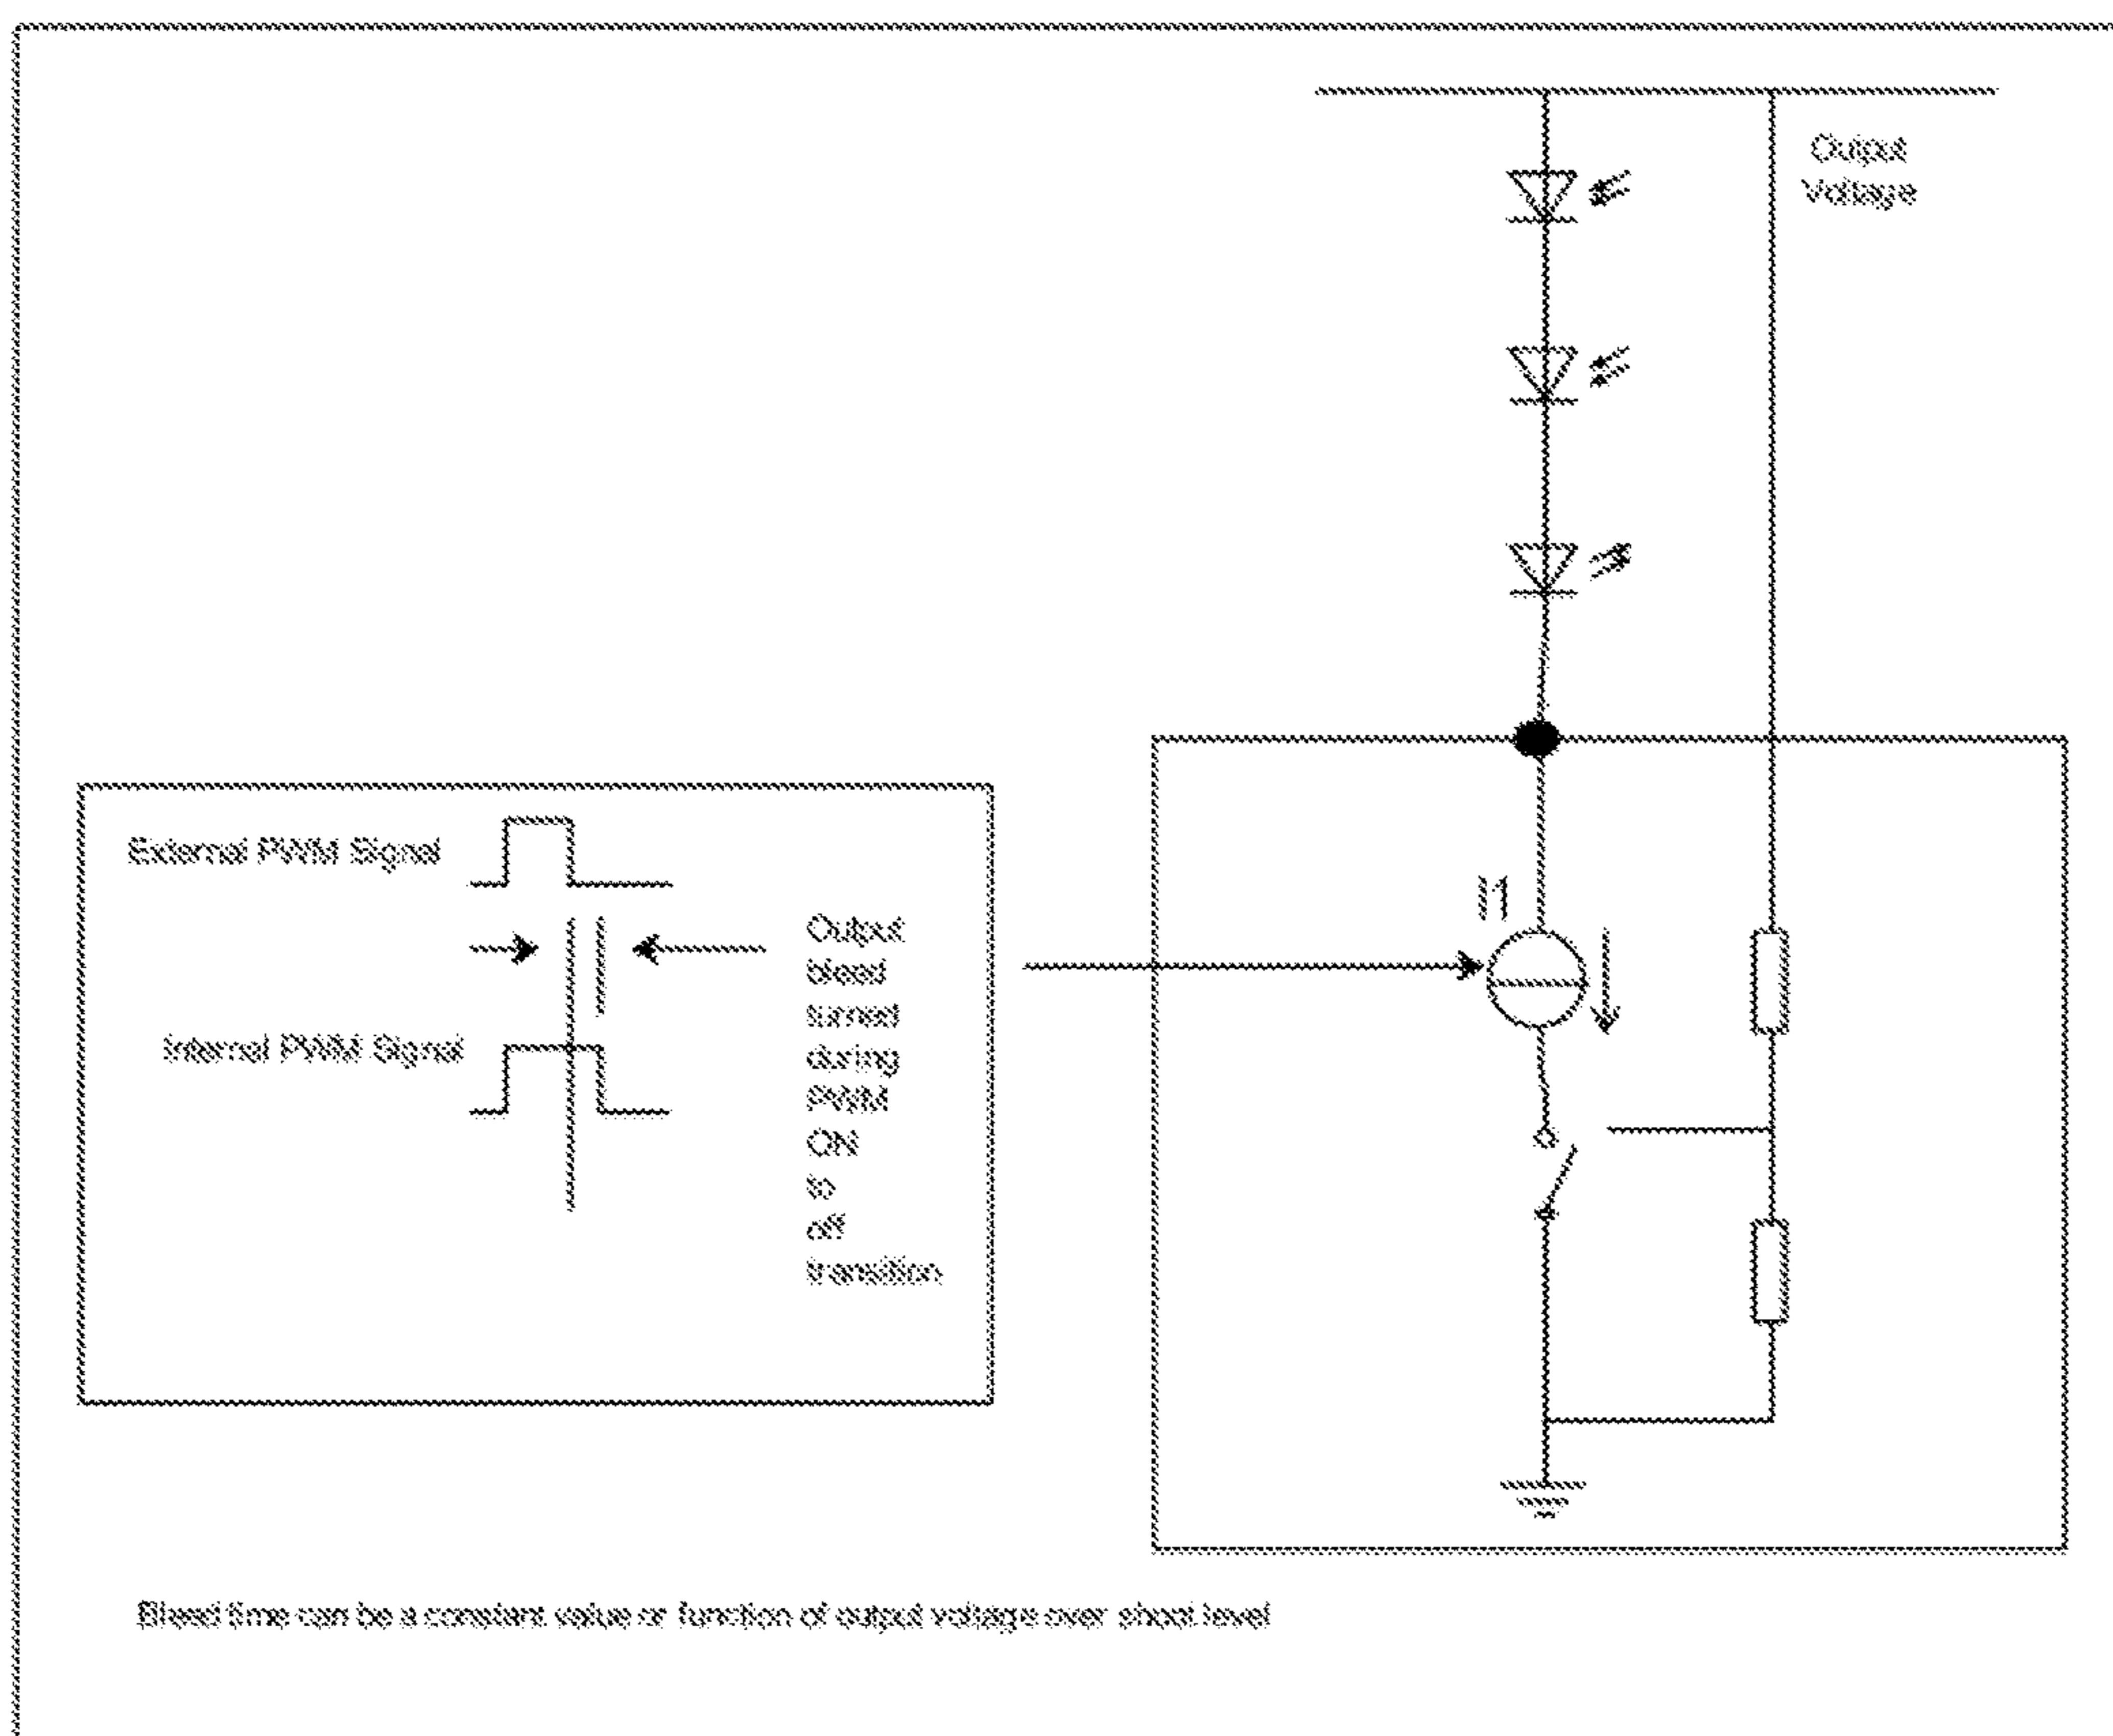 Output
Voltage
External PWM Signal
Internal PWM Signal
Output
bleed
turned
during
PWM
ON
to
off
transition
I1
Bleed time can be a constant value or function of output voltage over shoot level